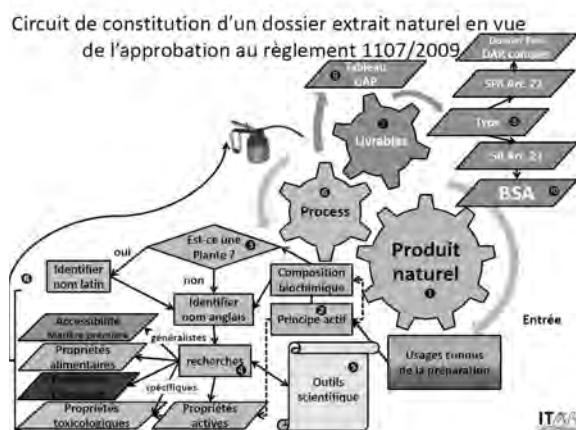 Circuit de constitution d’un dossier extrait naturel en vue
de l’approbation au règlement 1107/2009
Dossier
DAR complet
Tableau
GAP
SPR Art. 22
Livrables
Type
SB Art. 23
BSA
Process
Est-ce une
Plante ?
oui
non
Identifier
nom latin
Composition
biochimique
Produit
naturel
Identifier
nom anglais
Principe actif
Entrée
Accessibilité
Matière première
généralistes
Propriétés
alimentaires
recherches
Usages connus
de la préparation
Outils
scientifique
spécifiques
Propriétés
toxicologiques
Propriétés
actives